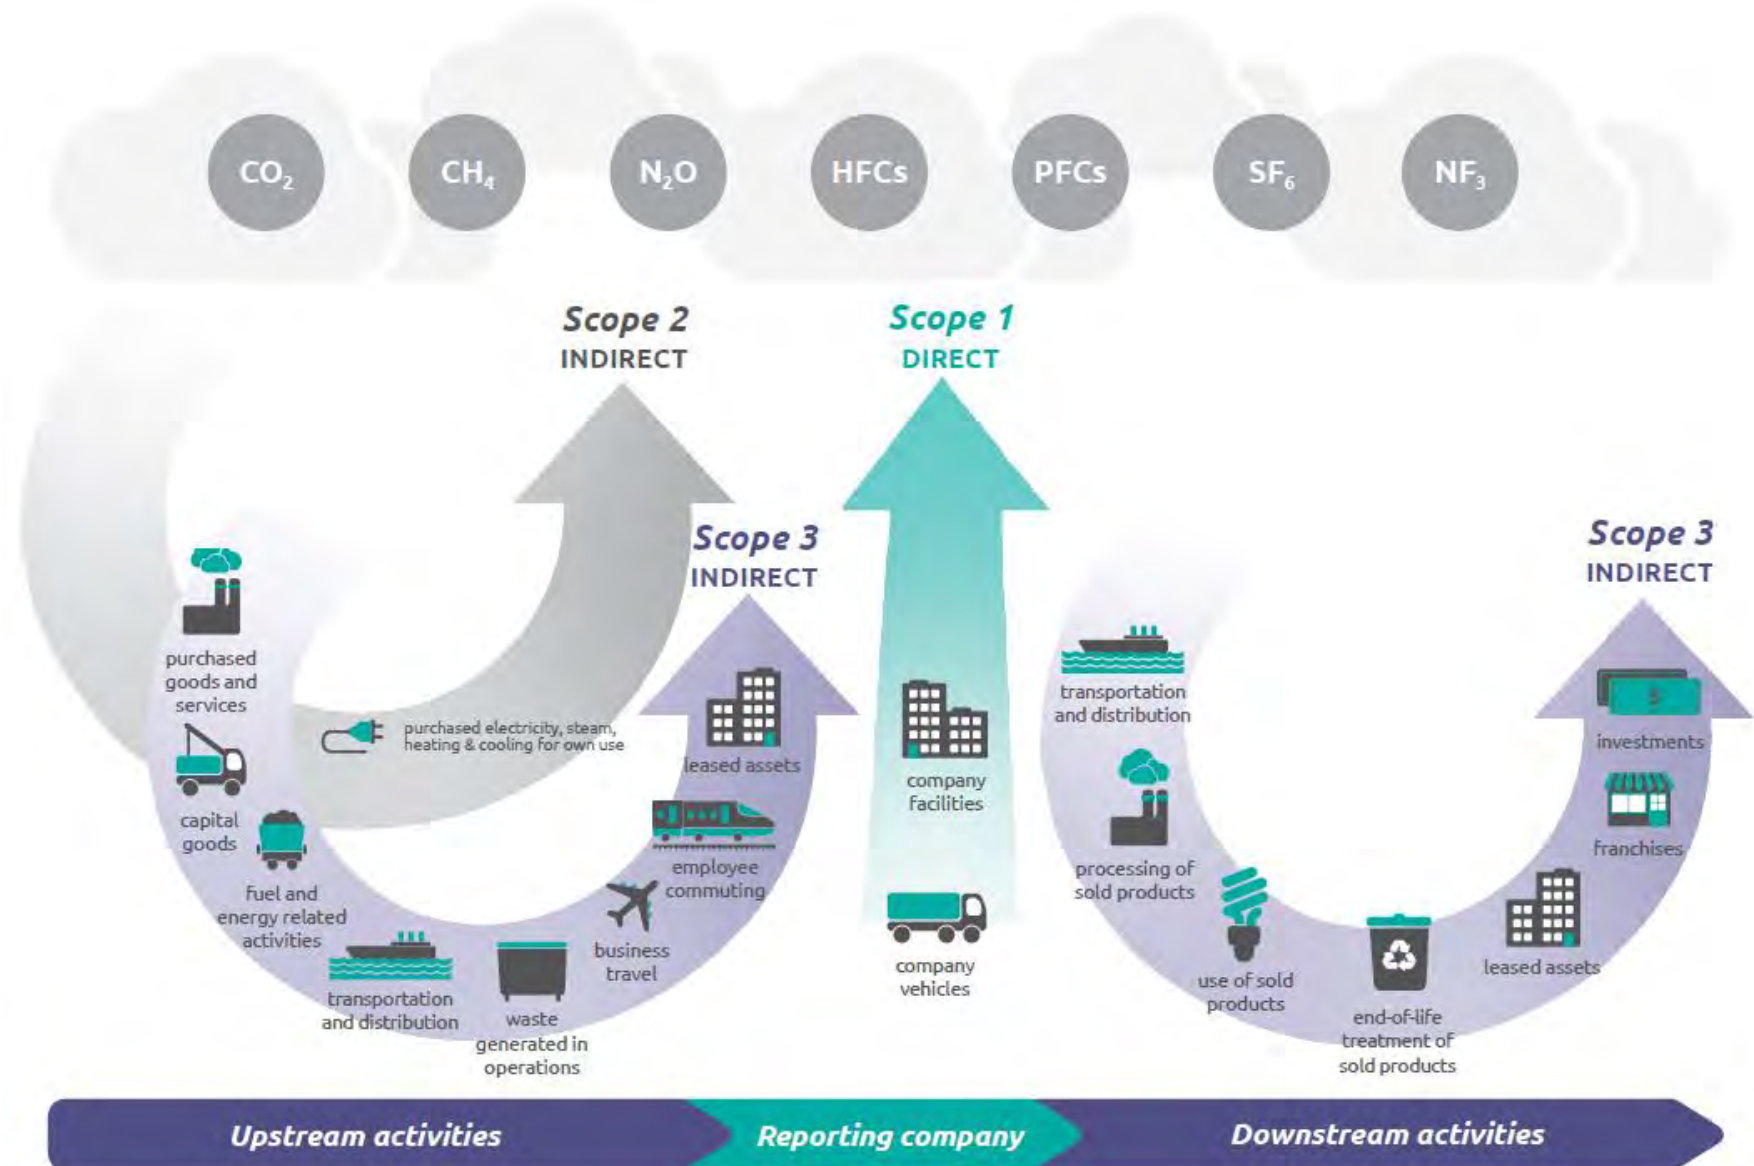 CO₂
CH₄
N₂O
HFCs
PFCs
SF₆
NF₃
Scope 2
INDIRECT
Scope 1
DIRECT
Scope 3
INDIRECT
Scope 3
INDIRECT
purchased
goods and
services
capital
goods
fuel and
energy related
activities
transportation
and distribution
waste
generated in
operations
business
travel
employee
commuting
leased assets
purchased electricity, steam,
heating & cooling for own use
company
facilities
company
vehicles
transportation
and distribution
processing of
sold products
use of sold
products
end-of-life
treatment of
sold products
leased assets
franchises
investments
$
Upstream activities
Reporting company
Downstream activities